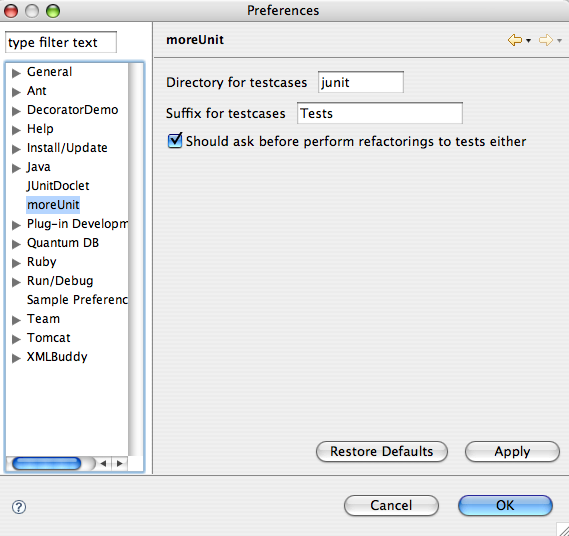 Preferences
type filter text
General
Ant
DecoratorDemo
Help
Install/Update
Java
JUnitDoclet
moreUnit
Plug-in Developm
Quantum DB
Ruby
Run/Debug
Sample Preferenc
Team
Tomcat
XMLBuddy
moreUnit
Directory for testcases junit
Suffix for testcases Tests
Should ask before perform refactorings to tests either
Restore Defaults Apply
? Cancel OK